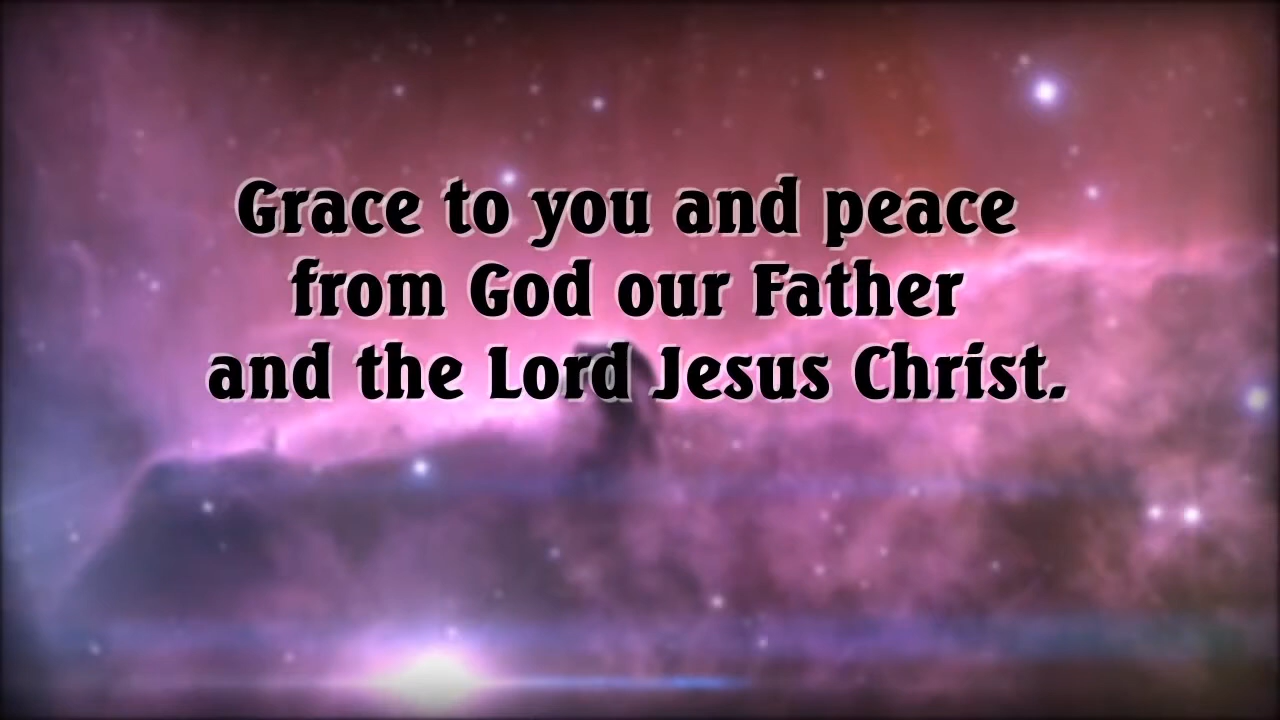 Grace to you and peace
from God our Father
and the Lord Jesus Christ.